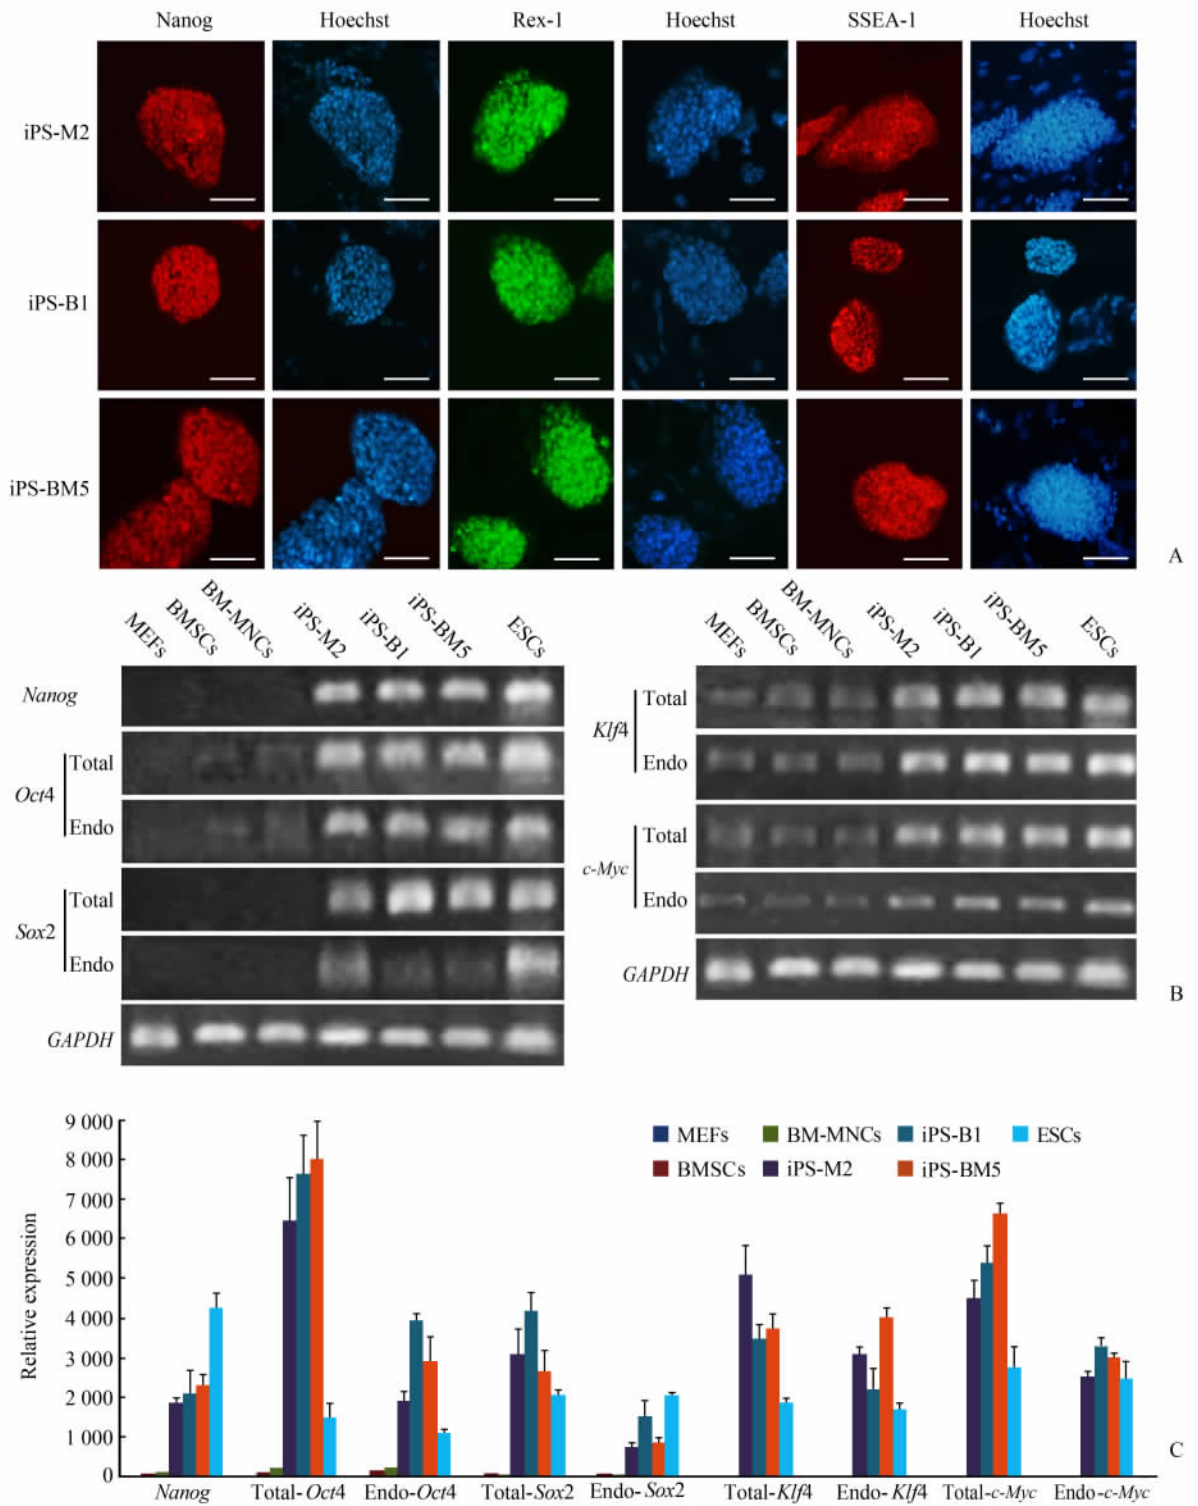 Nanog Hoechst Rex-1 Hoechst SSEA-1 Hoechst
iPS-M2
iPS-B1
iPS-BM5
A
MEFs BMSCs BM-MNCs iPS-M2 iPS-B1 iPS-BM5 ESCs
Nanog
Oct4
Total
Endo
Sox2
Total
Endo
GAPDH
MEFs BMSCs BM-MNCs iPS-M2 iPS-B1 iPS-BM5 ESCs
Klf4
Total
Endo
c-Myc
Total
Endo
GAPDH
B
Relative expression
9 000
8 000
7 000
6 000
5 000
4 000
3 000
2 000
1 000
0
MEFs BM-MNCs iPS-B1 ESCs
BMSCs iPS-M2 iPS-BM5
Nanog Total-Oct4 Endo-Oct4 Total-Sox2 Endo-Sox2 Total-Klf4 Endo-Klf4 Total-c-Myc Endo-c-Myc
C